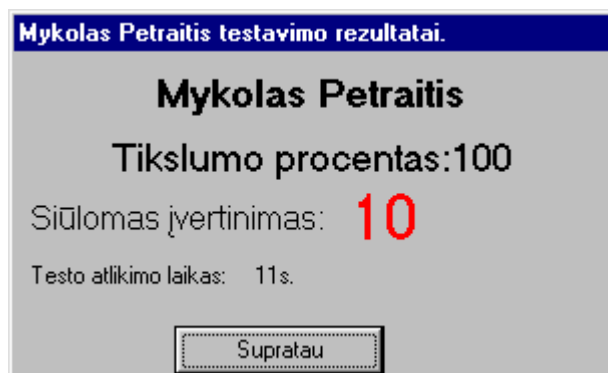 Mykolas Petraitis testavimo rezultatai.
Mykolas Petraitis
Tikslumo procentas:100
Siūlomas įvertinimas: 10
Testo atlikimo laikas: 11s.
Supratau